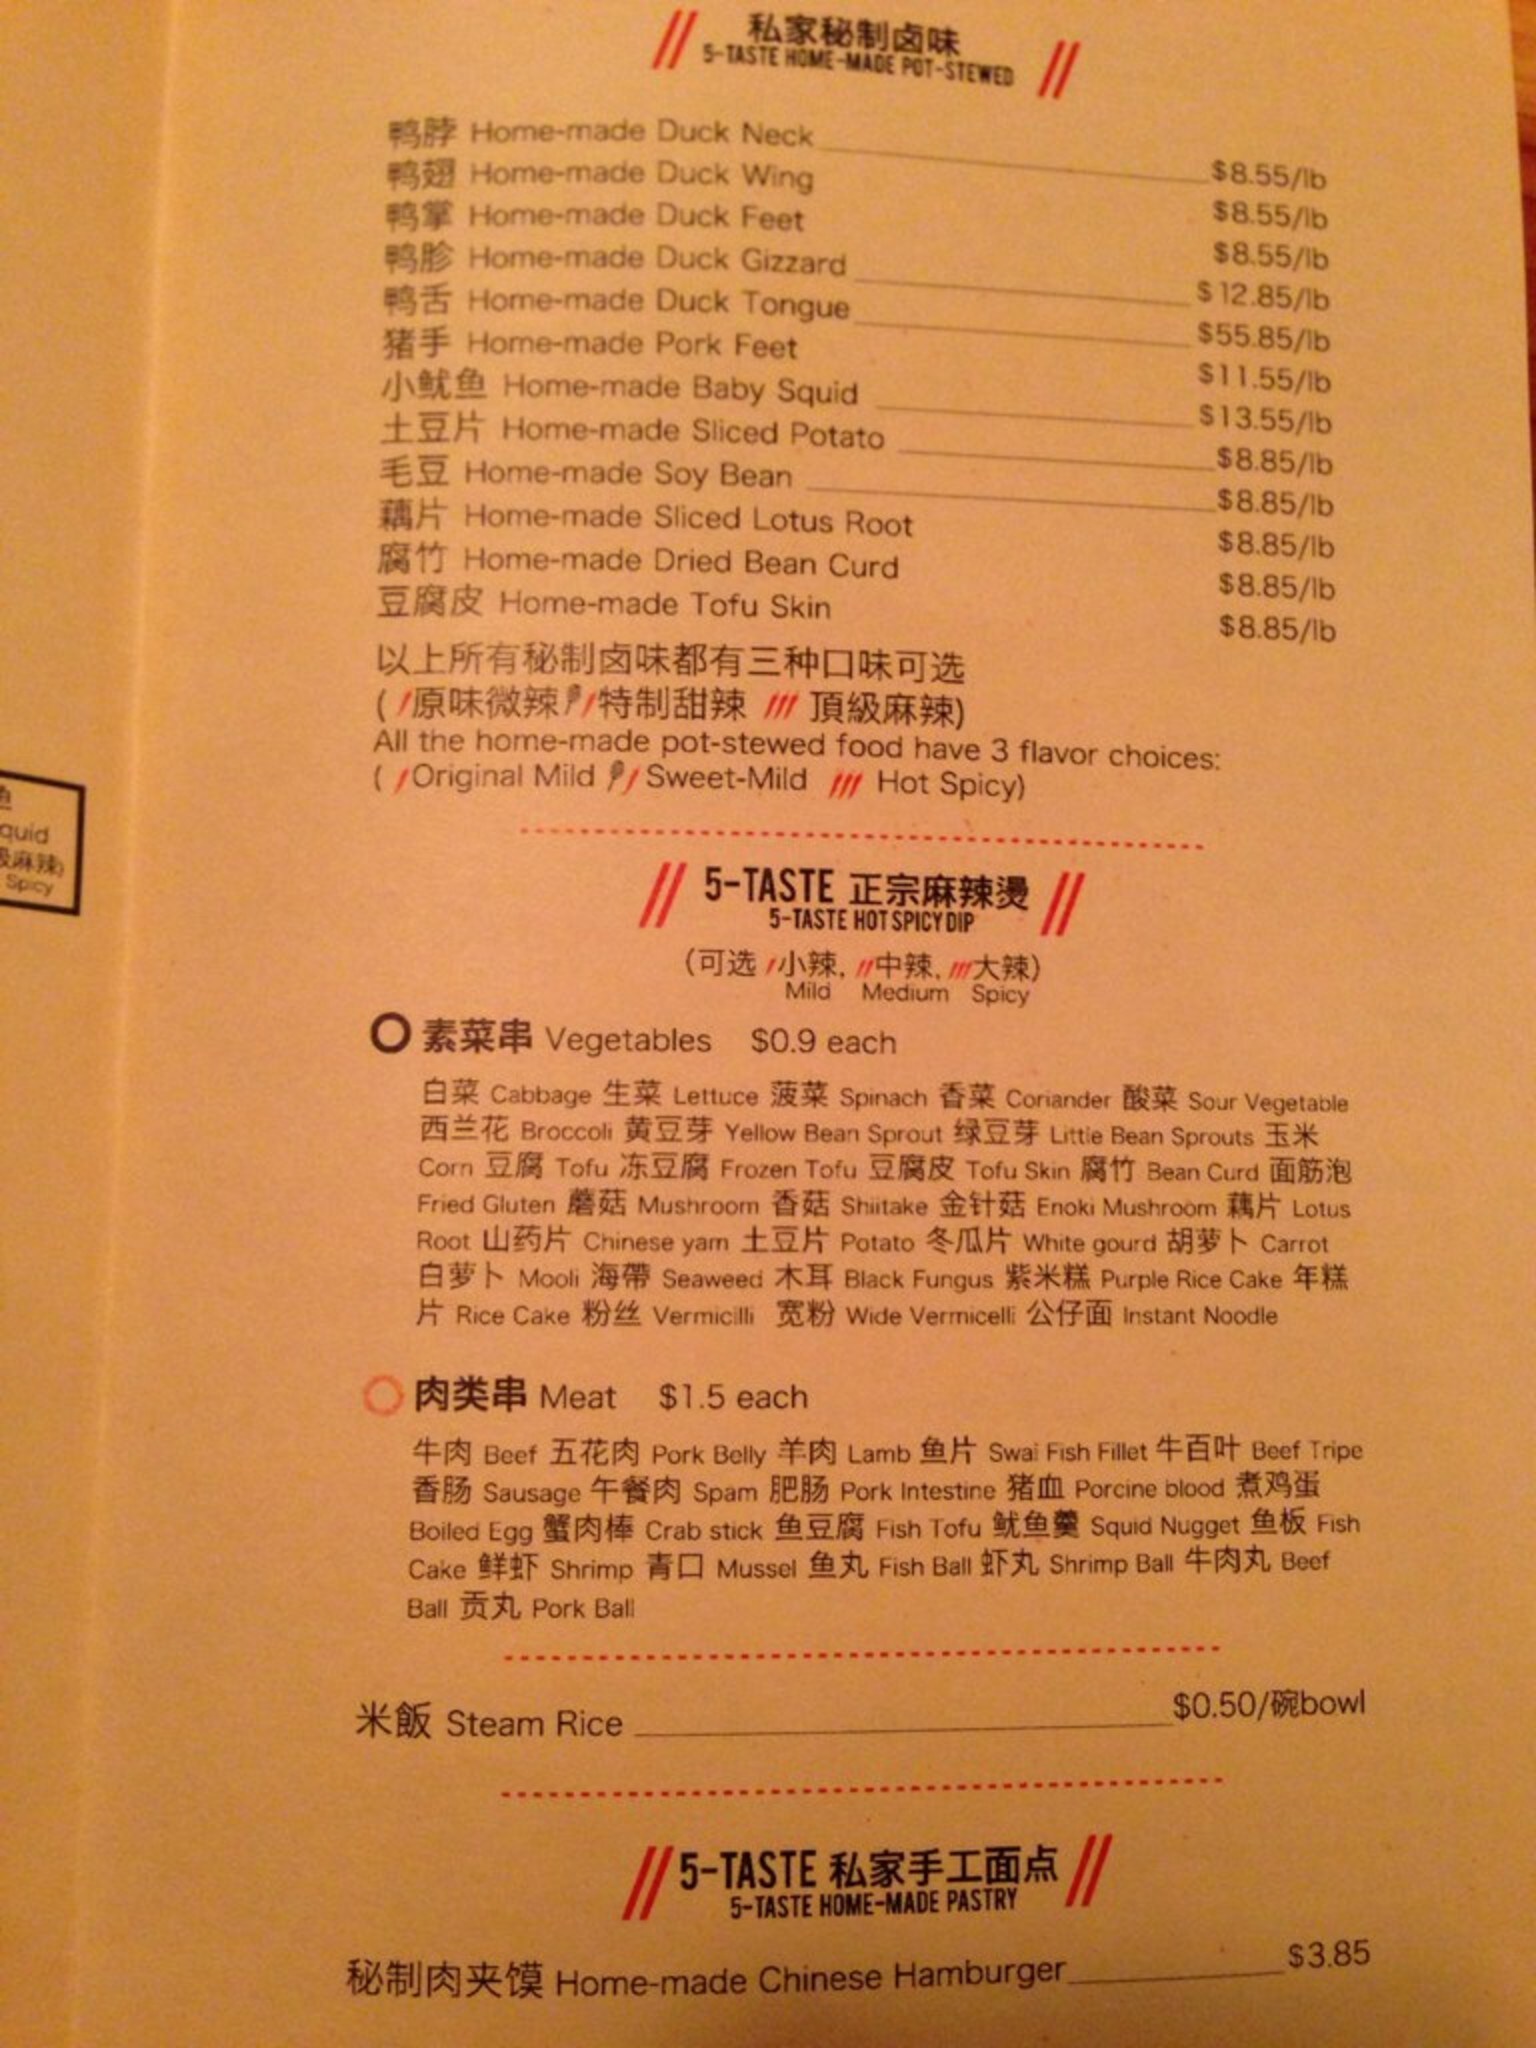 私家秘制卤味
5-TASTE HOME-MADE POT-STEWED
鸭脖 Home-made Duck Neck $8.55/lb
鸭翅 Home-made Duck Wing $8.55/lb
鸭掌 Home-made Duck Feet $8.55/lb
鸭胗 Home-made Duck Gizzard $12.85/lb
鸭舌 Home-made Duck Tongue $55.85/lb
猪手 Home-made Pork Feet $11.55/lb
小鱿鱼 Home-made Baby Squid $13.55/lb
土豆片 Home-made Sliced Potato $8.85/lb
毛豆 Home-made Soy Bean $8.85/lb
藕片 Home-made Sliced Lotus Root $8.85/lb
腐竹 Home-made Dried Bean Curd $8.85/lb
豆腐皮 Home-made Tofu Skin $8.85/lb
以上所有秘制卤味都有三种口味可选
(原味微辣 特制甜辣 頂級麻辣)
All the home-made pot-stewed food have 3 flavor choices:
(Original Mild Sweet-Mild Hot Spicy)
鱼
quid
級麻辣)
Spicy
5-TASTE 正宗麻辣燙
5-TASTE HOT SPICY DIP
(可选 小辣, 中辣, 大辣)
Mild Medium Spicy
素菜串 Vegetables $0.9 each
白菜 Cabbage 生菜 Lettuce 菠菜 Spinach 香菜 Coriander 酸菜 Sour Vegetable
西兰花 Broccoli 黄豆芽 Yellow Bean Sprout 绿豆芽 Little Bean Sprouts 玉米
Corn 豆腐 Tofu 冻豆腐 Frozen Tofu 豆腐皮 Tofu Skin 腐竹 Bean Curd 面筋泡
Fried Gluten 蘑菇 Mushroom 香菇 Shiitake 金针菇 Enoki Mushroom 藕片 Lotus
Root 山药片 Chinese yam 土豆片 Potato 冬瓜片 White gourd 胡萝卜 Carrot
白萝卜 Mooli 海帶 Seaweed 木耳 Black Fungus 紫米糕 Purple Rice Cake 年糕
片 Rice Cake 粉丝 Vermicilli 宽粉 Wide Vermicelli 公仔面 Instant Noodle
肉类串 Meat $1.5 each
牛肉 Beef 五花肉 Pork Belly 羊肉 Lamb 鱼片 Swai Fish Fillet 牛百叶 Beef Tripe
香肠 Sausage 午餐肉 Spam 肥肠 Pork Intestine 猪血 Porcine blood 煮鸡蛋
Boiled Egg 蟹肉棒 Crab stick 鱼豆腐 Fish Tofu 鱿鱼羹 Squid Nugget 鱼板 Fish
Cake 鲜虾 Shrimp 青口 Mussel 鱼丸 Fish Ball 虾丸 Shrimp Ball 牛肉丸 Beef
Ball 贡丸 Pork Ball
米飯 Steam Rice $0.50/碗bowl
5-TASTE 私家手工面点
5-TASTE HOME-MADE PASTRY
秘制肉夹馍 Home-made Chinese Hamburger $3.85